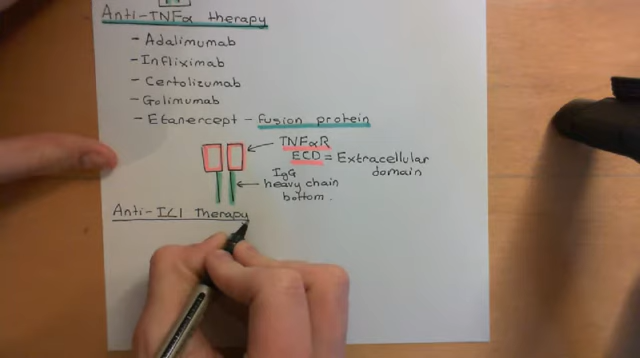 Anti-TNFα therapy
- Adalimumab
- Infliximab
- Certolizumab
- Golimumab
- Etanercept - fusion protein
TNFαR
ECD = Extracellular domain
IgG
heavy chain
bottom.
Anti-IL1 Therapy